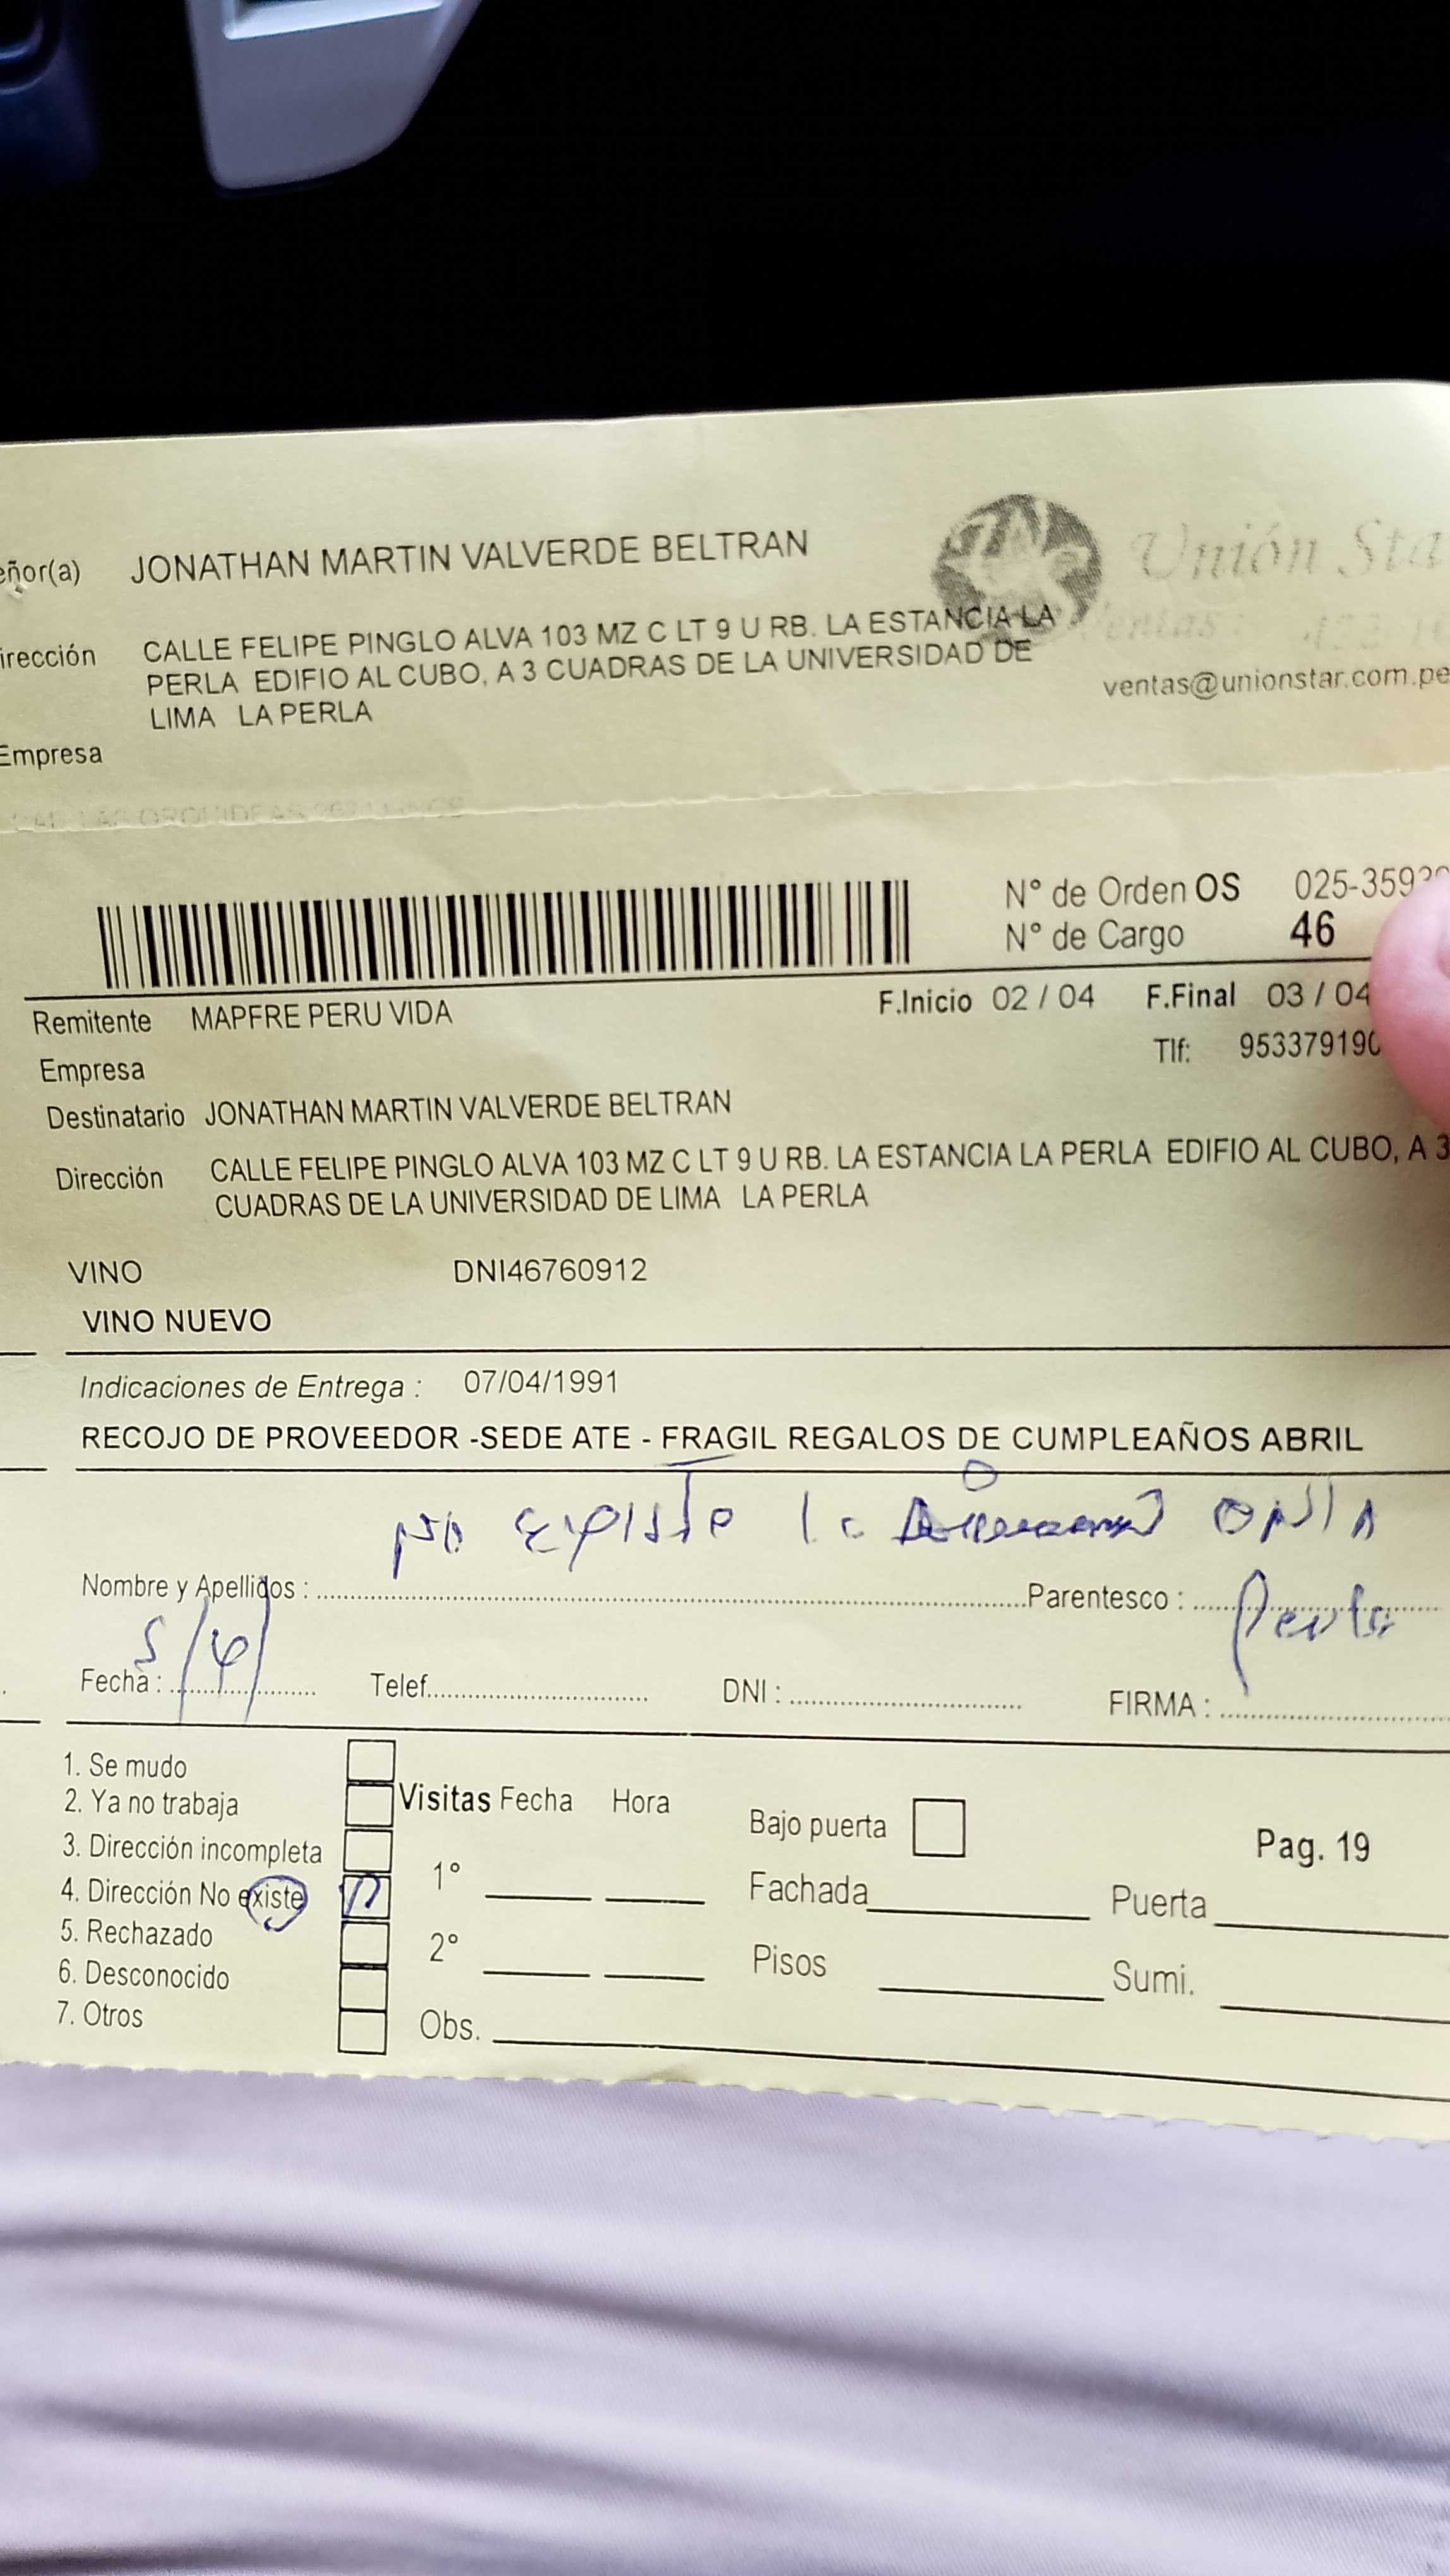 eñor(a) JONATHAN MARTIN VALVERDE BELTRAN
Unión Sta
irección CALLE FELIPE PINGLO ALVA 103 MZ C LT 9 U RB. LA ESTANCIA LA
PERLA EDIFIO AL CUBO, A 3 CUADRAS DE LA UNIVERSIDAD DE
LIMA LA PERLA
Ventas
ventas@unionstar.com.pe
Empresa
N° de Orden OS 025-359
N° de Cargo 46
Remitente MAPFRE PERU VIDA F.Inicio 02 / 04 F.Final 03 / 04
Empresa Tlf: 95337919
Destinatario JONATHAN MARTIN VALVERDE BELTRAN
Dirección CALLE FELIPE PINGLO ALVA 103 MZ C LT 9 U RB. LA ESTANCIA LA PERLA EDIFIO AL CUBO, A 3
CUADRAS DE LA UNIVERSIDAD DE LIMA LA PERLA
VINO DNI46760912
VINO NUEVO
Indicaciones de Entrega : 07/04/1991
RECOJO DE PROVEEDOR -SEDE ATE - FRAGIL REGALOS DE CUMPLEAÑOS ABRIL
No existe
Nombre y Apellidos : Parentesco :
Perla
5/4/
Fecha : Telef. DNI : FIRMA :
1. Se mudo
2. Ya no trabaja
3. Dirección incompleta
4. Dirección No existe
5. Rechazado
6. Desconocido
7. Otros
Visitas Fecha Hora
1°
2°
Obs.
Bajo puerta
Fachada Puerta
Pisos Sumi.
Pag. 19